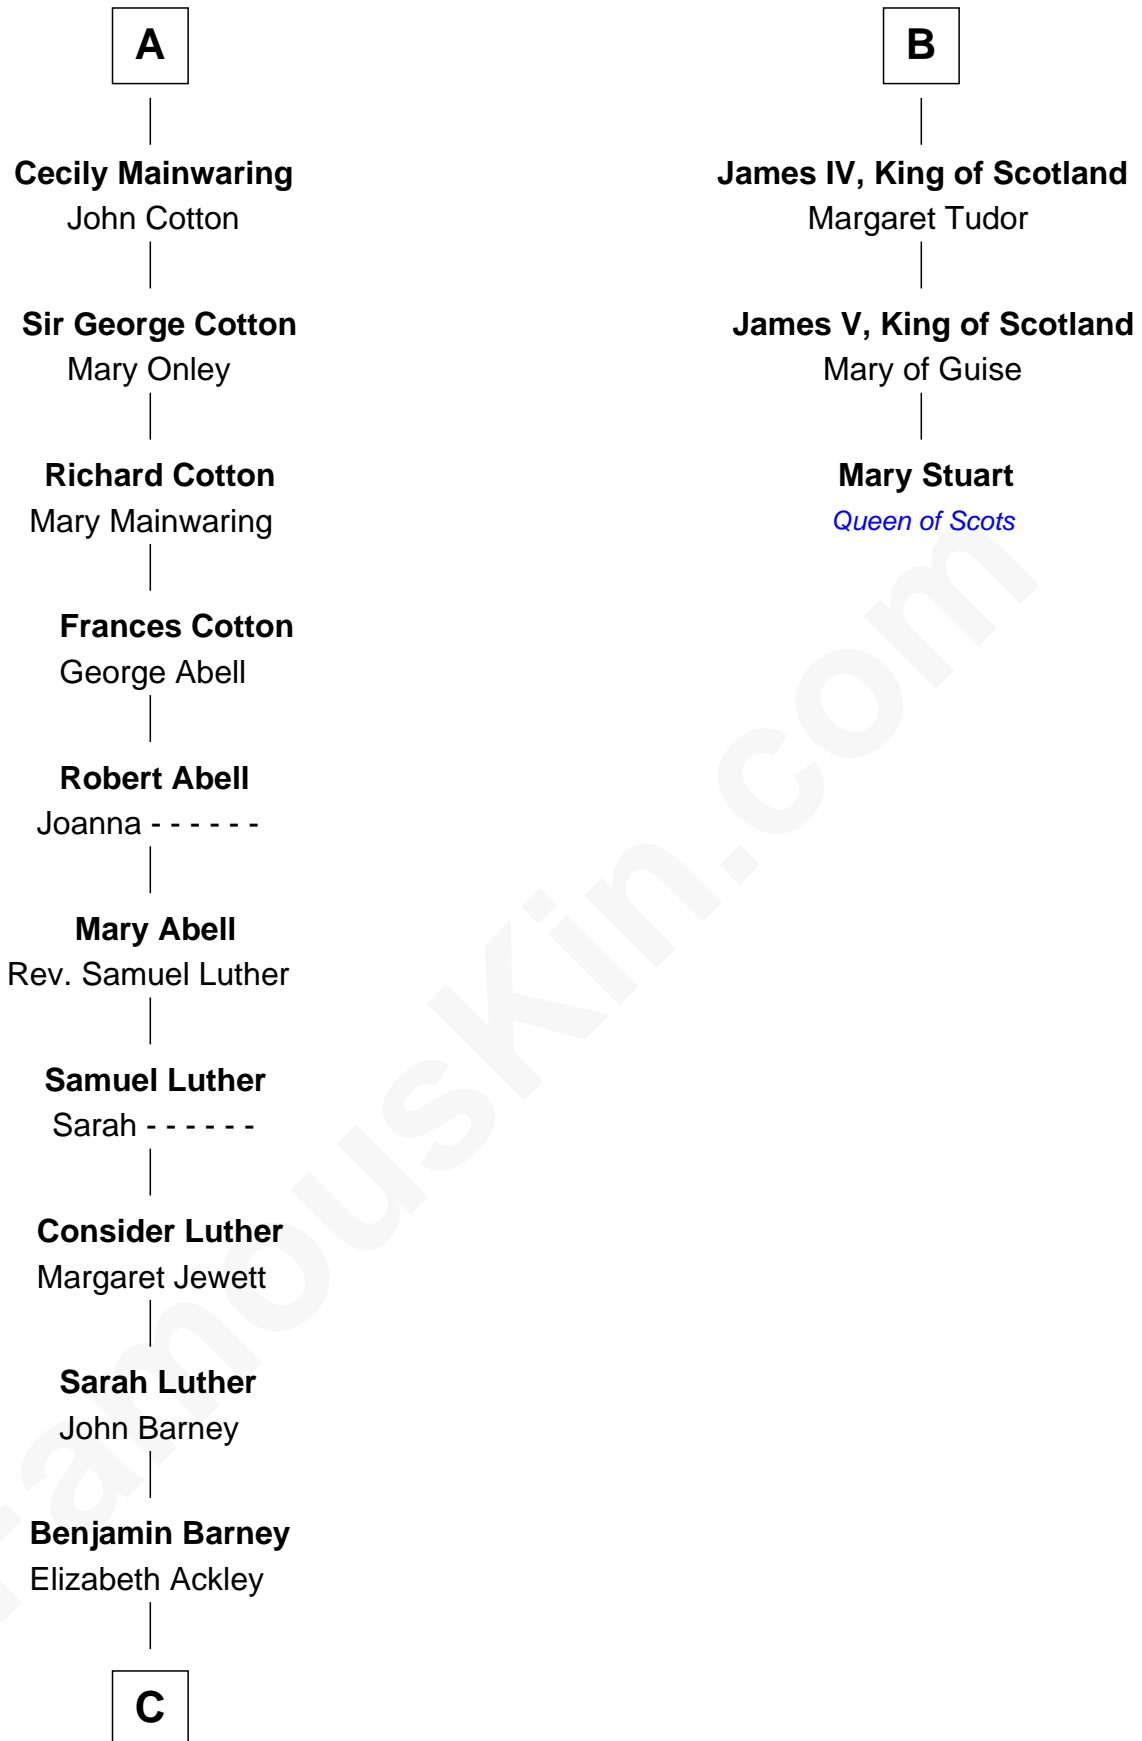 A
Cecily Mainwaring
John Cotton
Sir George Cotton
Mary Onley
Richard Cotton
Mary Mainwaring
Frances Cotton
George Abell
Robert Abell
Joanna - - - - - -
Mary Abell
Rev. Samuel Luther
Samuel Luther
Sarah - - - - - -
Consider Luther
Margaret Jewett
Sarah Luther
John Barney
Benjamin Barney
Elizabeth Ackley
C
B
James IV, King of Scotland
Margaret Tudor
James V, King of Scotland
Mary of Guise
Mary Stuart
Queen of Scots
FamousKin.com